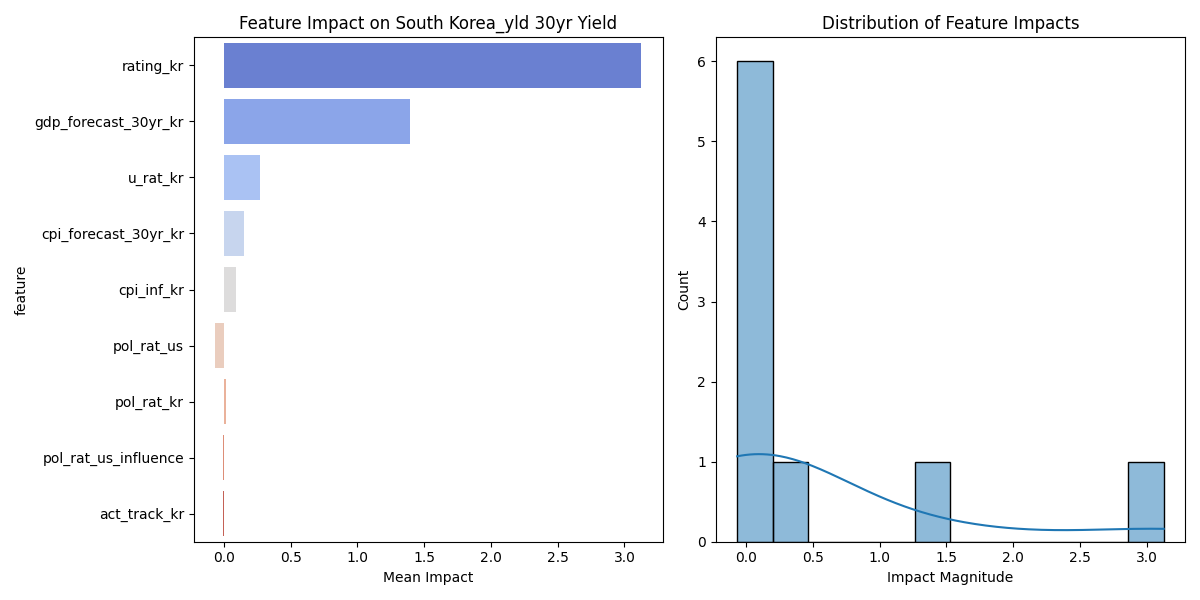 Feature Impact on South Korea_yld 30yr Yield
rating_kr
gdp_forecast_30yr_kr
u_rat_kr
cpi_forecast_30yr_kr
cpi_inf_kr
pol_rat_us
pol_rat_kr
pol_rat_us_influence
act_track_kr
feature
0.0 0.5 1.0 1.5 2.0 2.5 3.0
Mean Impact
Distribution of Feature Impacts
6
5
4
3
2
1
0
Count
0.0 0.5 1.0 1.5 2.0 2.5 3.0
Impact Magnitude